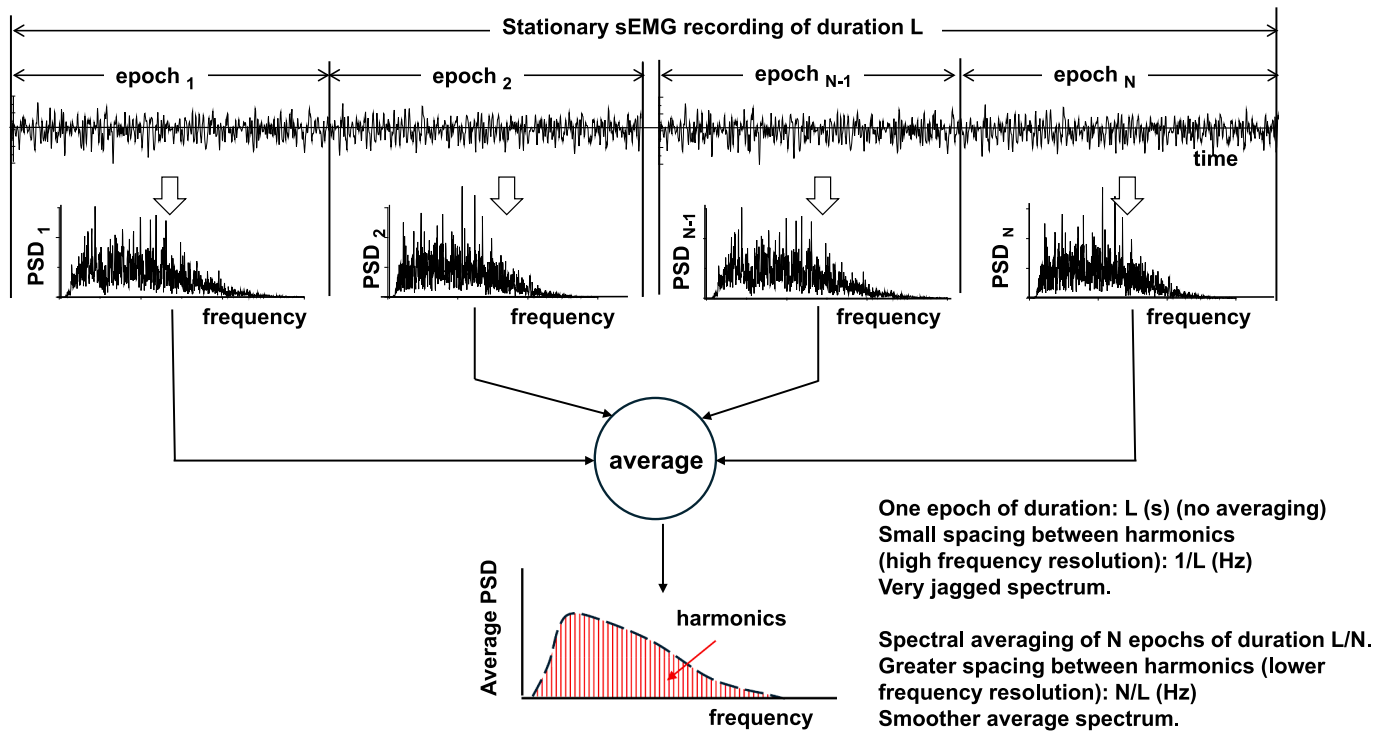 Stationary sEMG recording of duration L
epoch 1
epoch 2
epoch N-1
epoch N
time
PSD 1
frequency
PSD 2
frequency
PSD N-1
frequency
PSD N
frequency
average
Average PSD
harmonics
frequency
One epoch of duration: L (s) (no averaging)
Small spacing between harmonics
(high frequency resolution): 1/L (Hz)
Very jagged spectrum.
Spectral averaging of N epochs of duration L/N.
Greater spacing between harmonics (lower
frequency resolution): N/L (Hz)
Smoother average spectrum.